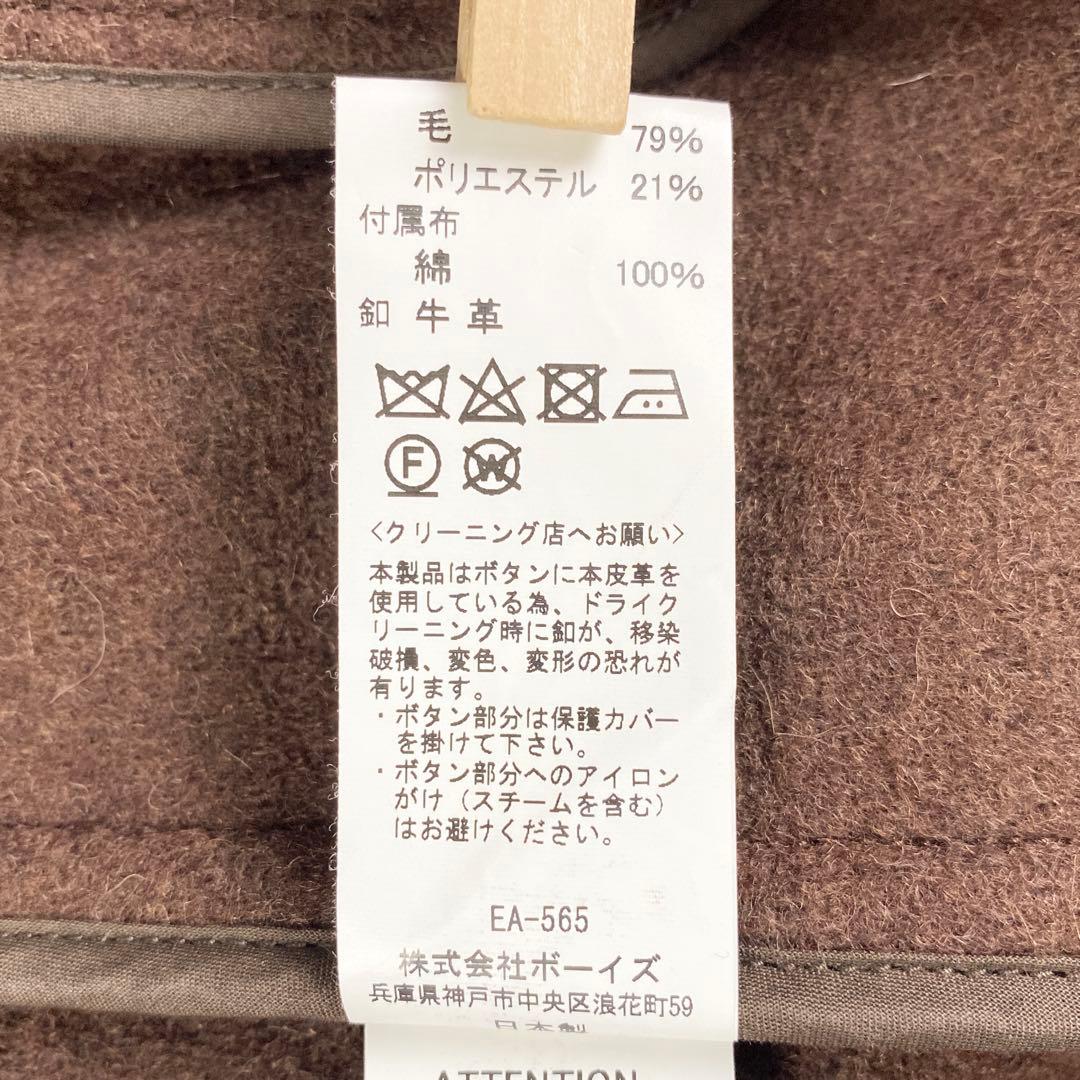 毛 79%
ポリエステル 21%
付属布
綿 100%
釦 牛革
F
W
<クリーニング店へお願い>
本製品はボタンに本皮革を
使用している為、ドライク
リーニング時に釦が、移染
破損、変色、変形の恐れが
有ります。
・ボタン部分は保護カバー
を掛けて下さい。
・ボタン部分へのアイロン
がけ（スチームを含む）
はお避けください。
EA-565
株式会社ボーイズ
兵庫県神戸市中央区浪花町59
日本製
ATTENTION